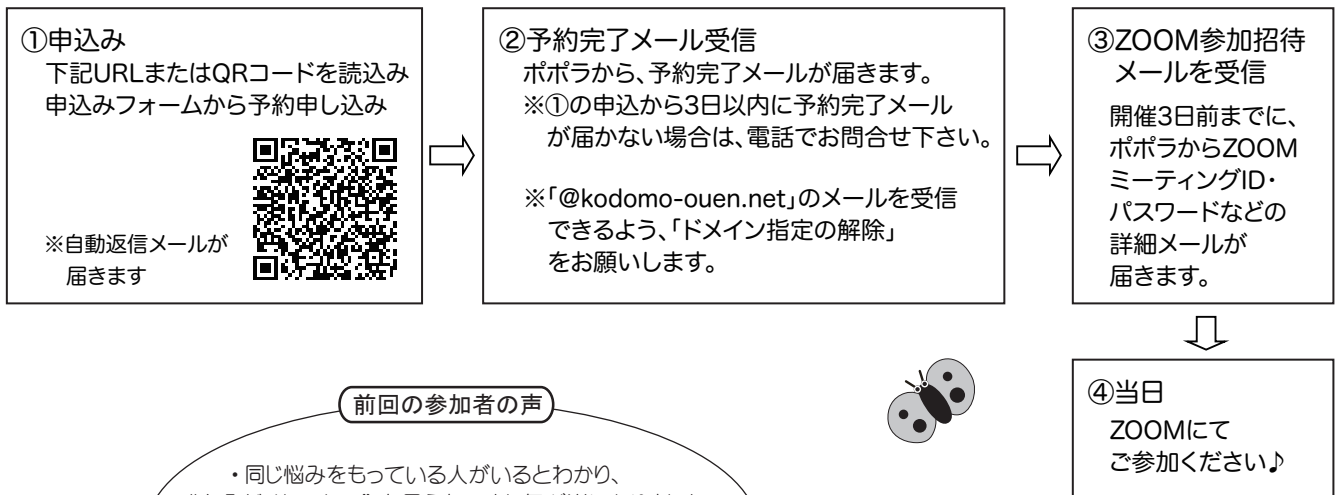 ①申込み
下記URLまたはQRコードを読込み
申込みフォームから予約申し込み
※自動返信メールが
届きます
②予約完了メール受信
ポポラから、予約完了メールが届きます。
※①の申込から3日以内に予約完了メール
が届かない場合は、電話でお問合せ下さい。
※「@kodomo-ouen.net」のメールを受信
できるよう、「ドメイン指定の解除」
をお願いします。
③ZOOM参加招待
メールを受信
開催3日前までに、
ポポラからZOOM
ミーティングID・
パスワードなどの
詳細メールが
届きます。
④当日
ZOOMにて
ご参加ください♪
前回の参加者の声
・同じ悩みをもっている人がいるとわかり、